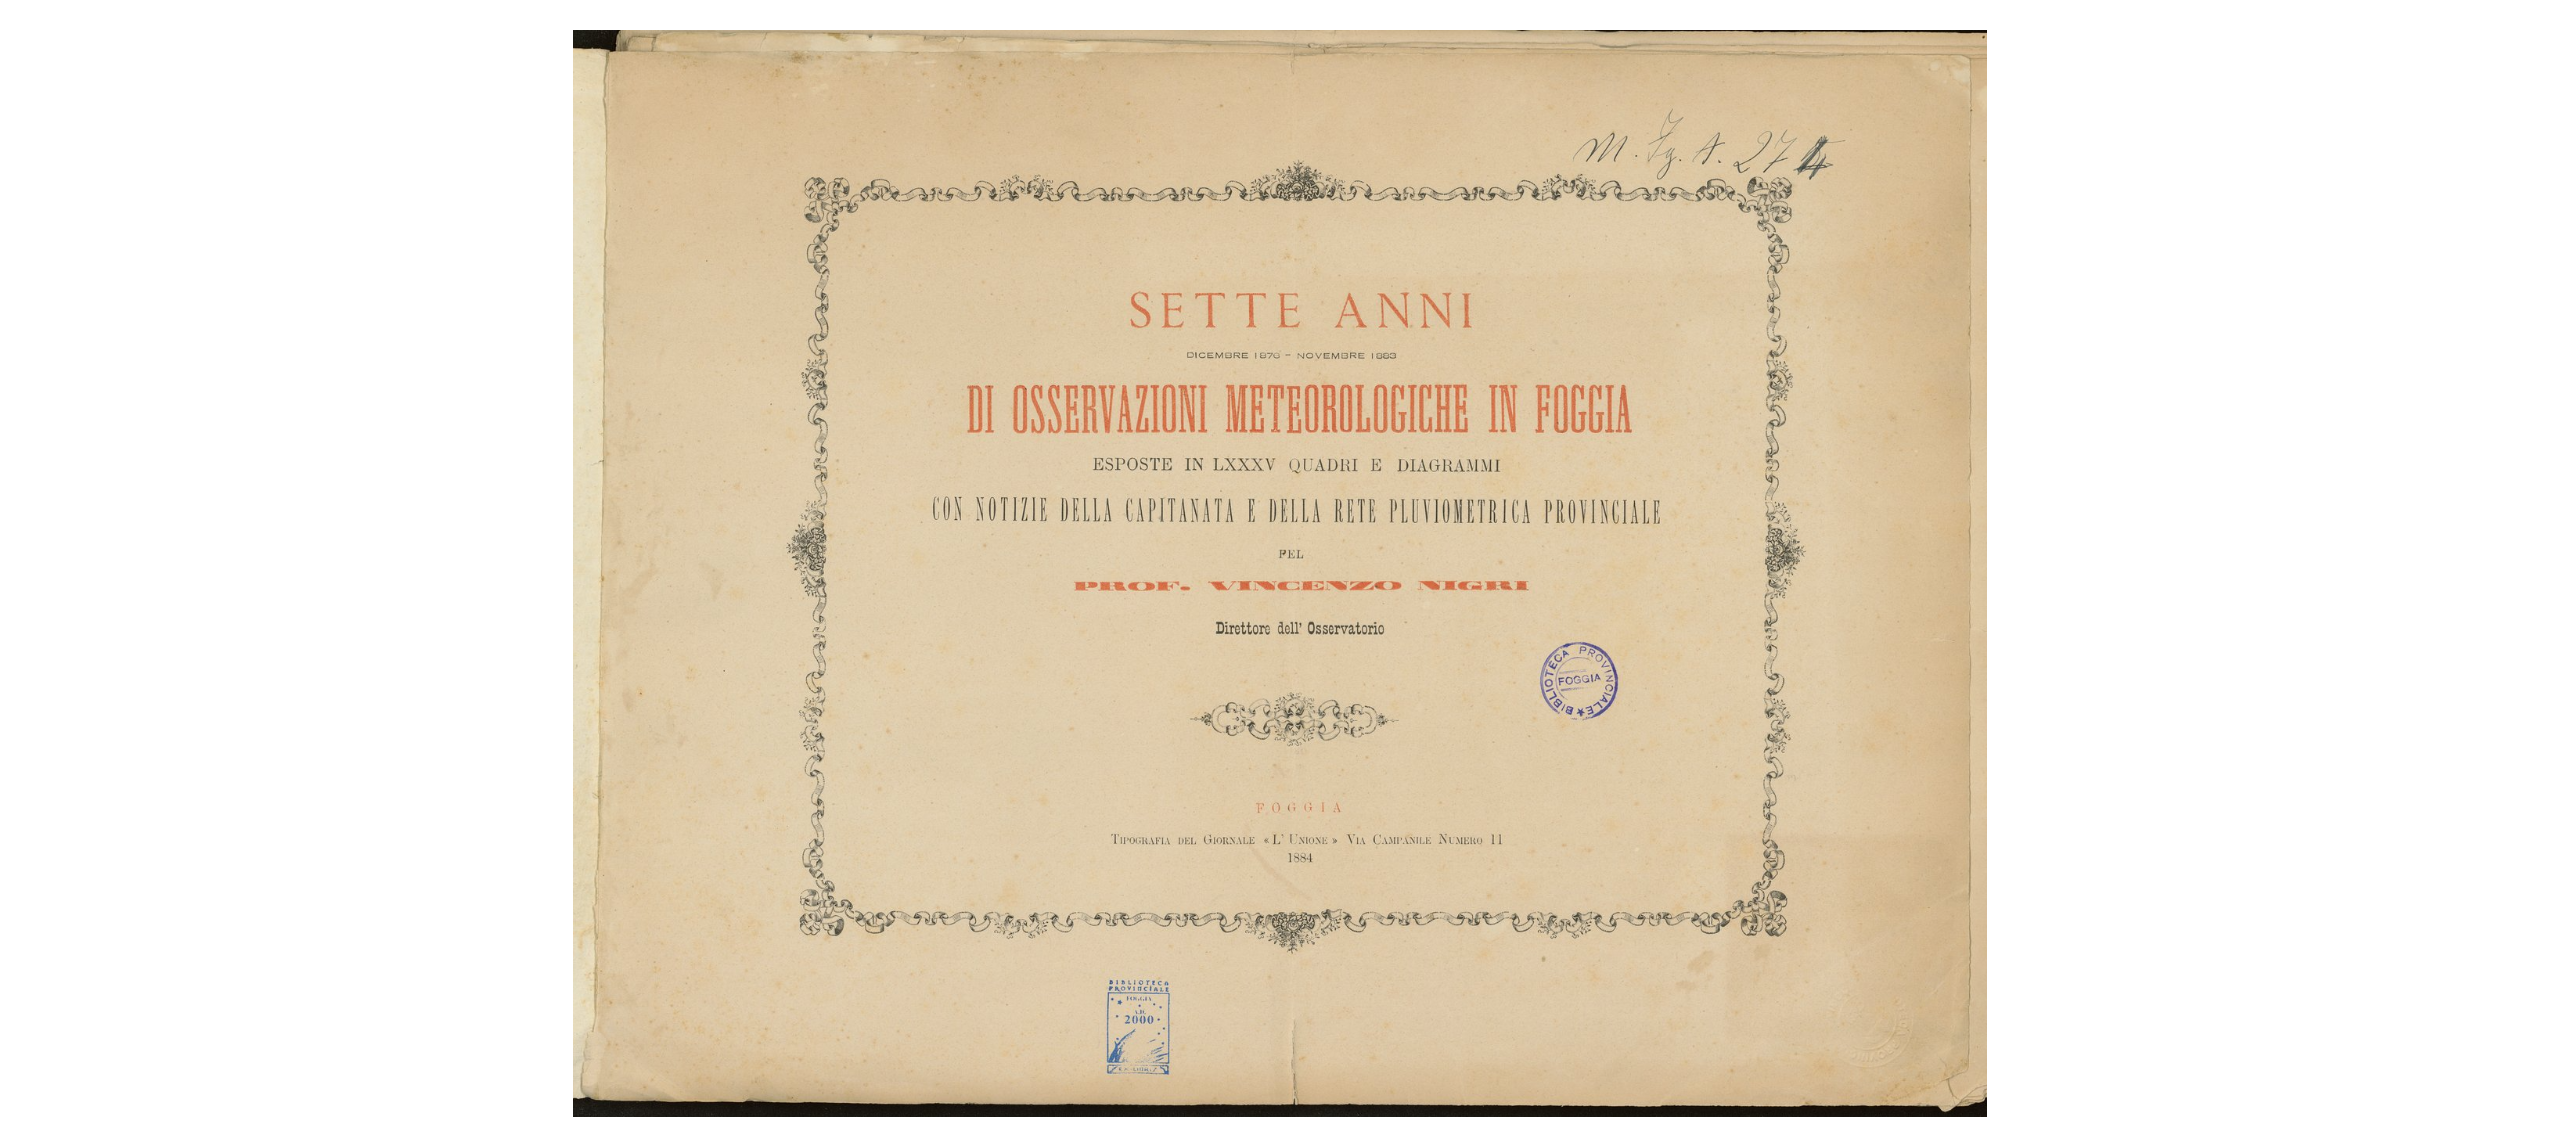 M. Fg. A. 27
SETTE ANNI
DICEMBRE 1876 - NOVEMBRE 1883
DI OSSERVAZIONI METEOROLOGICHE IN FOGGIA
ESPOSTE IN LXXXV QUADRI E DIAGRAMMI
CON NOTIZIE DELLA CAPITANATA E DELLA RETE PLUVIOMETRICA PROVINCIALE
PEL
PROF. VINCENZO NIGRI
Direttore dell' Osservatorio
BIBLIOTECA PROVINCIALE
FOGGIA
FOGGIA
TIPOGRAFIA DEL GIORNALE «L' UNIONE» VIA CAMPANILE NUMERO 11
1884
BIBLIOTECA
PROVINCIALE
FOGGIA
2000